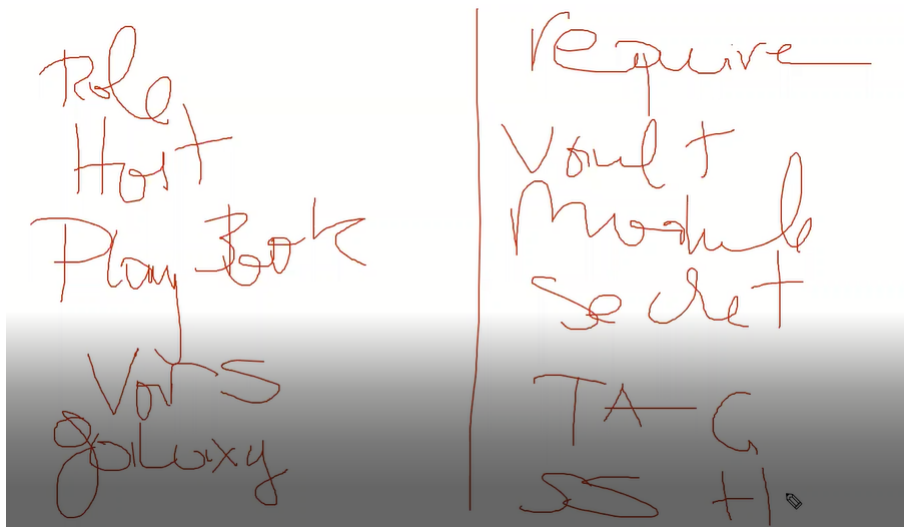 Role
Host
PlayBook
Vars
galaxy
require
Vault
Module
Secret
TAG
SSH